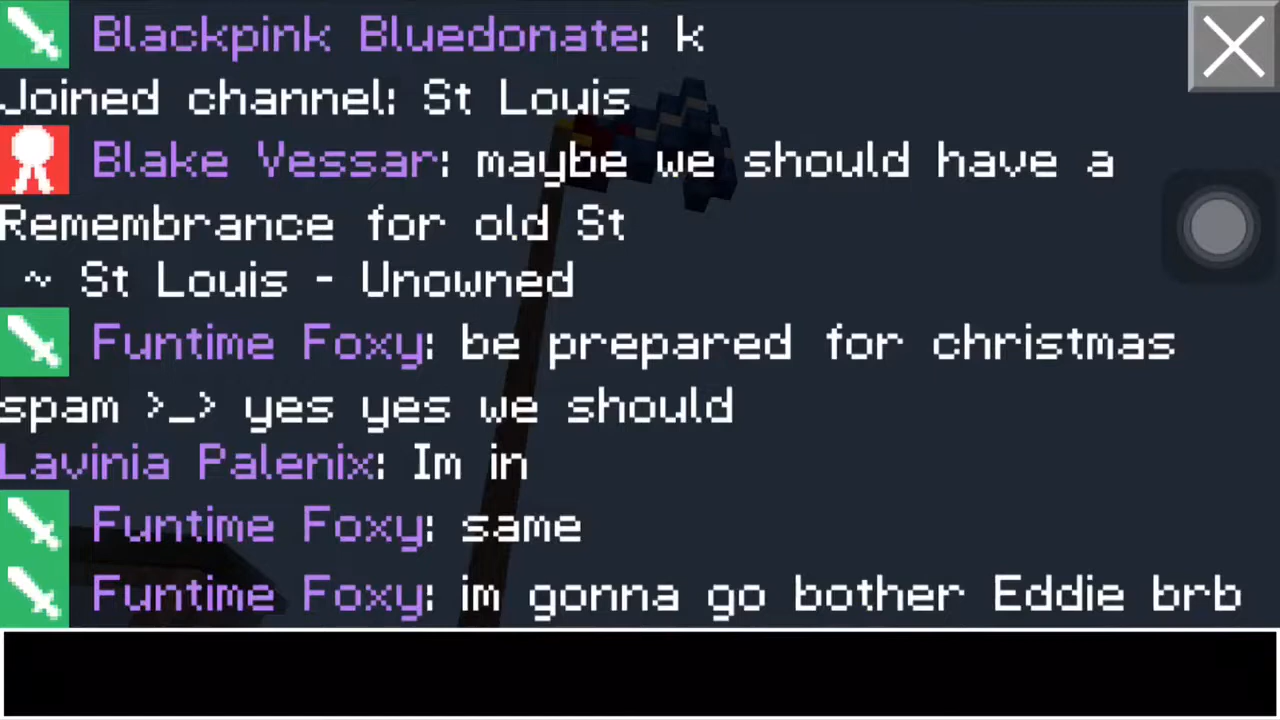 Blackpink Bluedonate: k
Joined channel: St Louis
Blake Vessar: maybe we should have a
Remembrance for old St
~ St Louis - Unowned
Funtime Foxy: be prepared for christmas
spam >_> yes yes we should
Lavinia Palenix: Im in
Funtime Foxy: same
Funtime Foxy: im gonna go bother Eddie brb